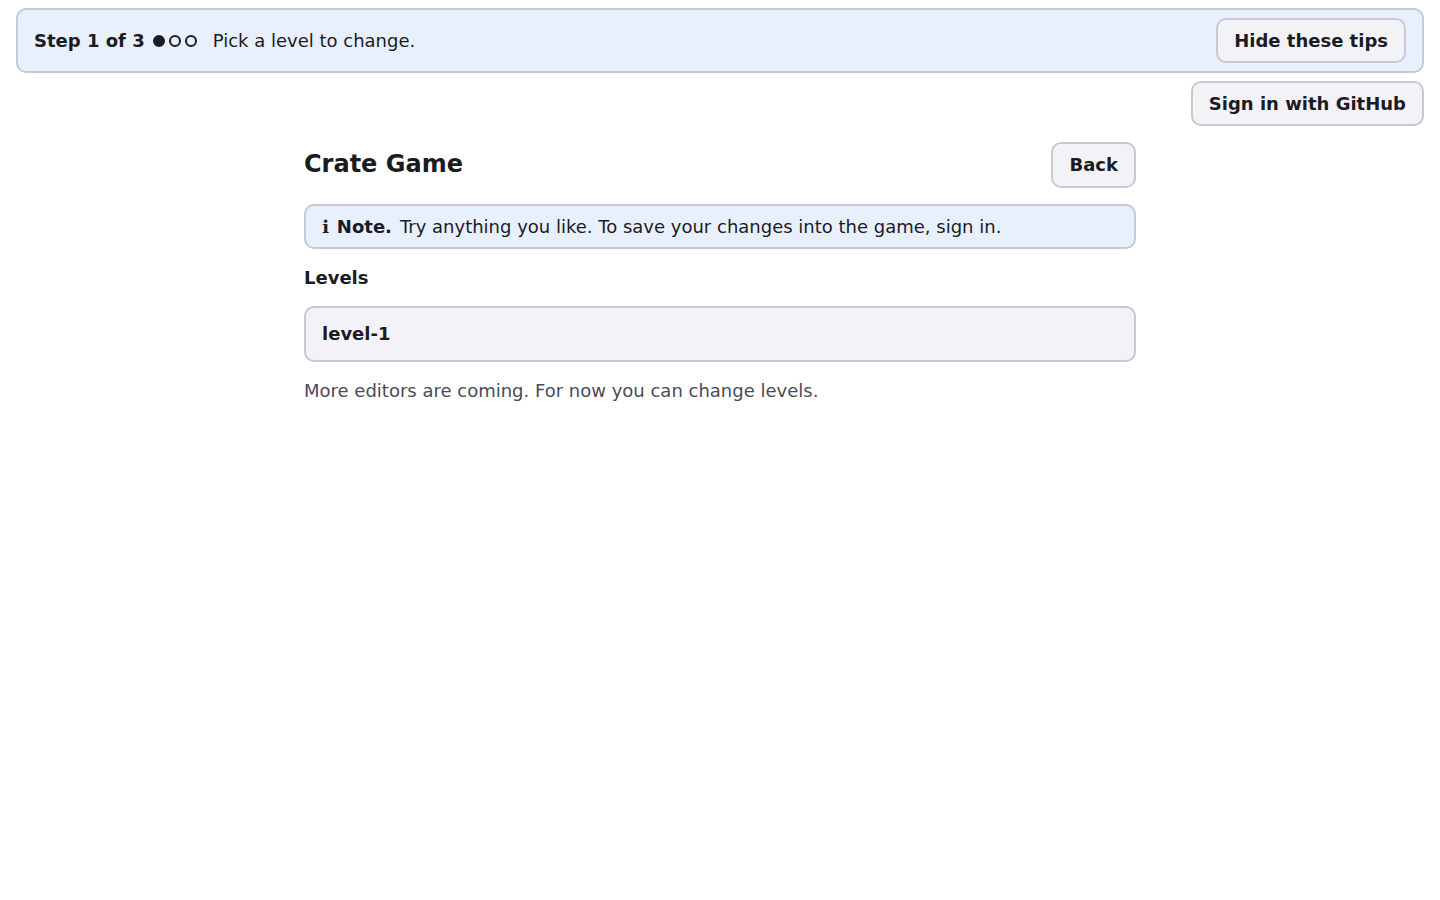 Step 1 of 3 Pick a level to change. Hide these tips
Sign in with GitHub
Crate Game Back
ℹ Note. Try anything you like. To save your changes into the game, sign in.
Levels
level-1
More editors are coming. For now you can change levels.